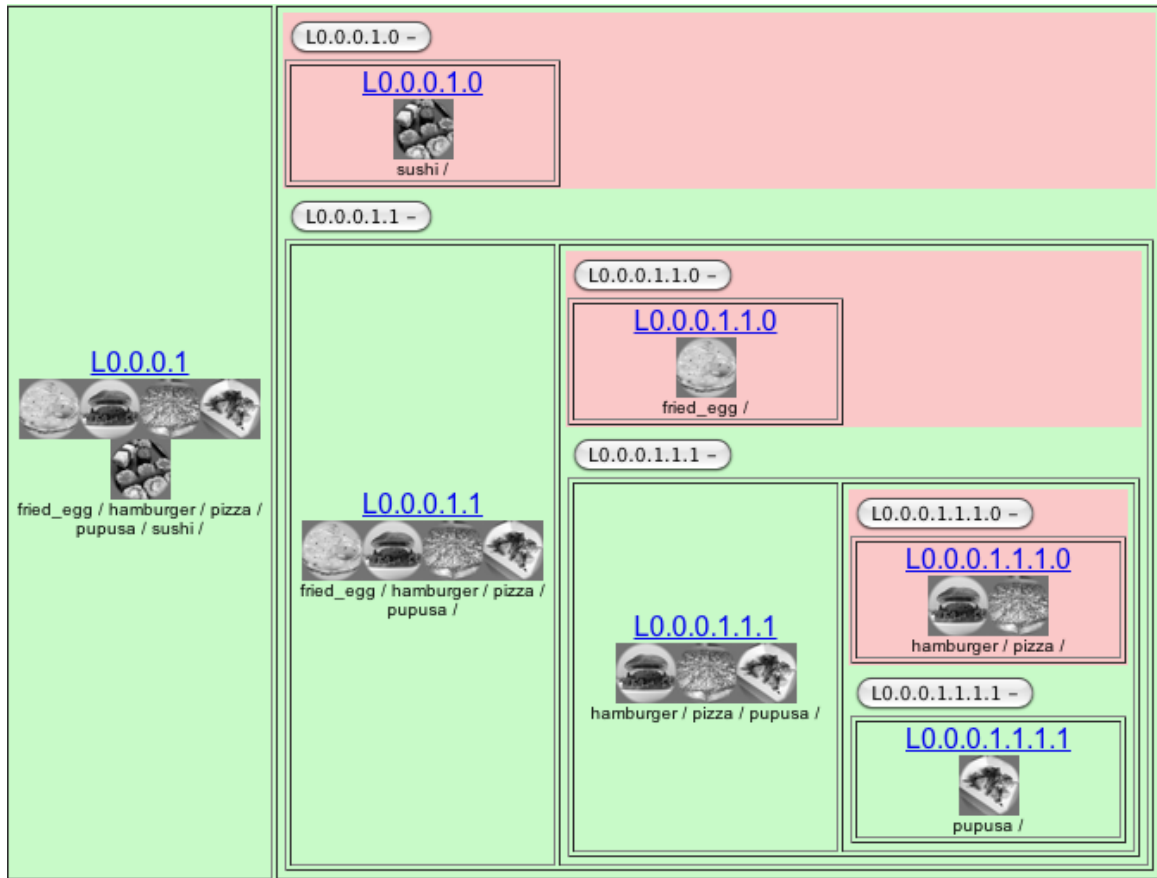 L0.0.0.1
fried_egg / hamburger / pizza /
pupusa / sushi /
L0.0.0.1.0 –
L0.0.0.1.0
sushi /
L0.0.0.1.1 –
L0.0.0.1.1
fried_egg / hamburger / pizza /
pupusa /
L0.0.0.1.1.0 –
L0.0.0.1.1.0
fried_egg /
L0.0.0.1.1.1 –
L0.0.0.1.1.1
hamburger / pizza / pupusa /
L0.0.0.1.1.1.0 –
L0.0.0.1.1.1.0
hamburger / pizza /
L0.0.0.1.1.1.1 –
L0.0.0.1.1.1.1
pupusa /